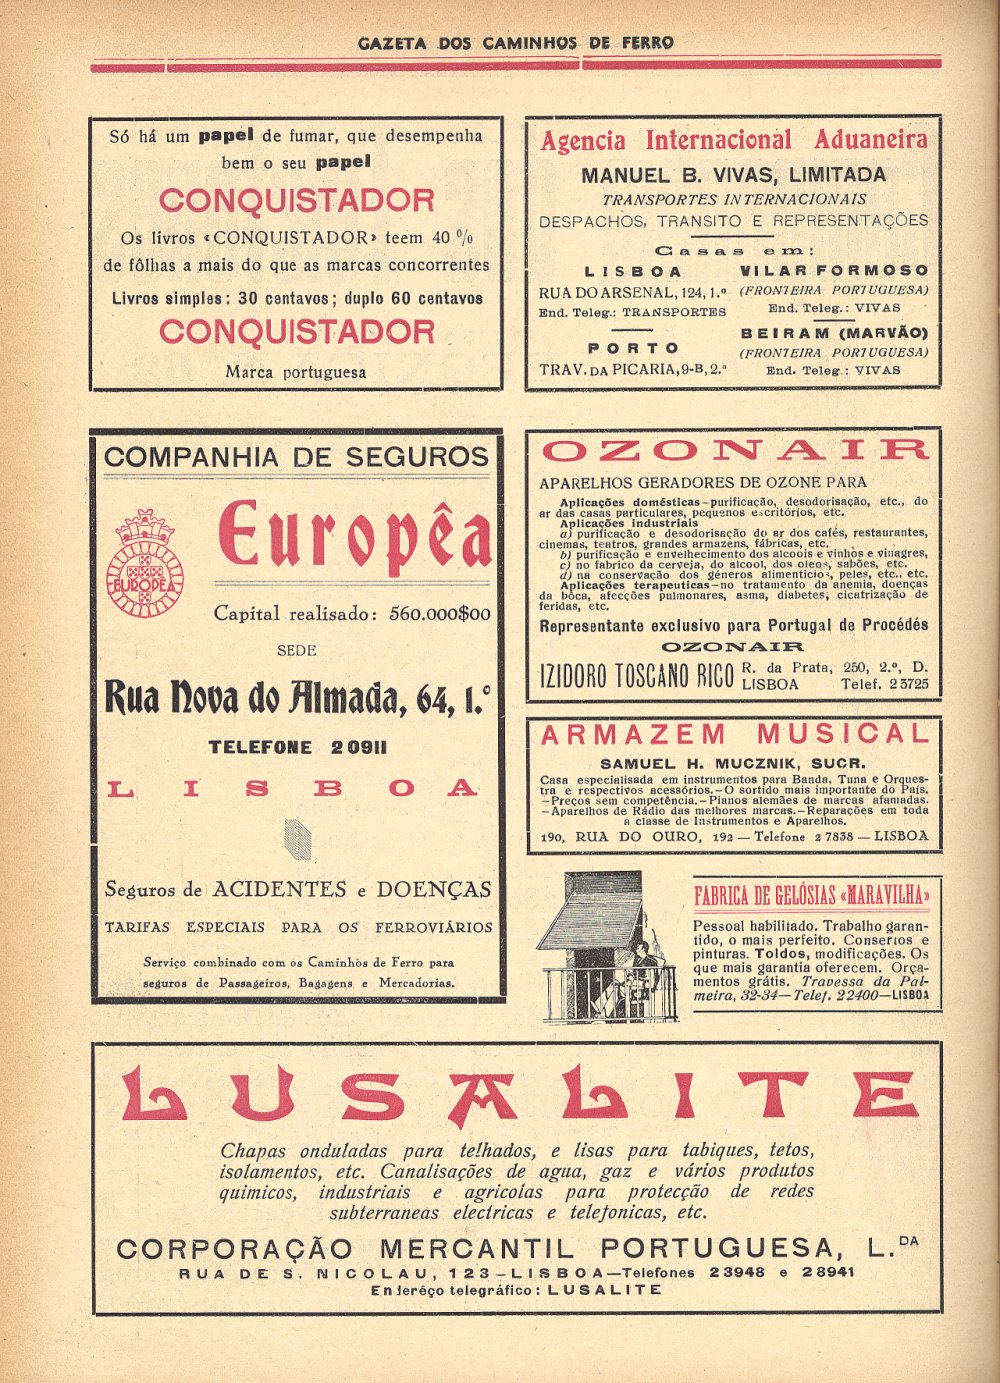 GAZETA DOS CAMINHOS DE FERRO
Só há um papel de fumar, que desempenha
bem o seu papel
CONQUISTADOR
Os livros «CONQUISTADOR» teem 40 %
de fôlhas a mais do que as marcas concorrentes
Livros simples: 30 centavos; duplo 60 centavos
CONQUISTADOR
Marca portuguesa
Agencia Internacional Aduaneira
MANUEL B. VIVAS, LIMITADA
TRANSPORTES INTERNACIONAIS
DESPACHOS, TRANSITO E REPRESENTAÇÕES
Casas em:
LISBOA
RUA DO ARSENAL, 124, 1.º
End. Teleg.: TRANSPORTES
PORTO
TRAV. DA PICARIA, 9-B, 2.º
VILAR FORMOSO
(FRONTEIRA PORTUGUESA)
End. Teleg.: VIVAS
BEIRAM (MARVÃO)
(FRONTEIRA PORTUGUESA)
End. Teleg.: VIVAS
COMPANHIA DE SEGUROS
Européa
EUROPÊA
Capital realisado: 560.000$00
SEDE
Rua Nova do Almada, 64, 1.º
TELEFONE 2 0911
LISBOA
Seguros de ACIDENTES e DOENÇAS
TARIFAS ESPECIAIS PARA OS FERROVIÁRIOS
Serviço combinado com os Caminhos de Ferro para
seguros de Passageiros, Bagagens e Mercadorias.
OZONAIR
APARELHOS GERADORES DE OZONE PARA
Aplicações domésticas—purificação, desodorisação, etc., do
ar das casas particulares, pequenos escritórios, etc.
Aplicações industriais
a) purificação e desodorisação do ar dos cafés, restaurantes,
cinemas, teatros, grandes armazens, fábricas, etc.
b) purificação e envelhecimento dos alcoois e vinhos e vinagres,
c) no fabrico da cerveja, do alcool, dos oleos, sabões, etc.
d) na conservação dos géneros alimentícios, peles, etc., etc.
Aplicações terapeuticas—no tratamento da anemia, doenças
da bôca, afecções pulmonares, asma, diabetes; cicatrização de
feridas, etc.
Representante exclusivo para Portugal de Procédés
OZONAIR
IZIDORO TOSCANO RICO R. da Prata, 250, 2.º, D.
LISBOA Telef. 2 3725
ARMAZEM MUSICAL
SAMUEL H. MUCZNIK, SUCR.
Casa especialisada em instrumentos para Banda, Tuna e Orques-
tra e respectivos acessórios.—O sortido mais importante do País.
—Preços sem competência.—Pianos alemães de marcas afamadas.
—Aparelhos de Rádio das melhores marcas.—Reparações em toda
a classe de Instrumentos e Aparelhos.
190, RUA DO OURO, 192 — Telefone 2 7838 — LISBOA
FABRICA DE GELÓSIAS «MARAVILHA»
Pessoal habilitado. Trabalho garan-
tido, o mais perfeito. Consertos e
pinturas. Toldos, modificações. Os
que mais garantia oferecem. Orça-
mentos grátis. Travessa da Pal-
meira, 32-34—Telef. 2 2400—LISBOA
LUSALITE
Chapas onduladas para telhados, e lisas para tabiques, tetos,
isolamentos, etc. Canalisações de agua, gaz e vários produtos
quimicos, industriais e agricolas para protecção de redes
subterraneas electricas e telefonicas, etc.
CORPORAÇÃO MERCANTIL PORTUGUESA, L.DA
RUA DE S. NICOLAU, 123—LISBOA—Telefones 2 3948 e 2 8941
Enderêço telegráfico: LUSALITE